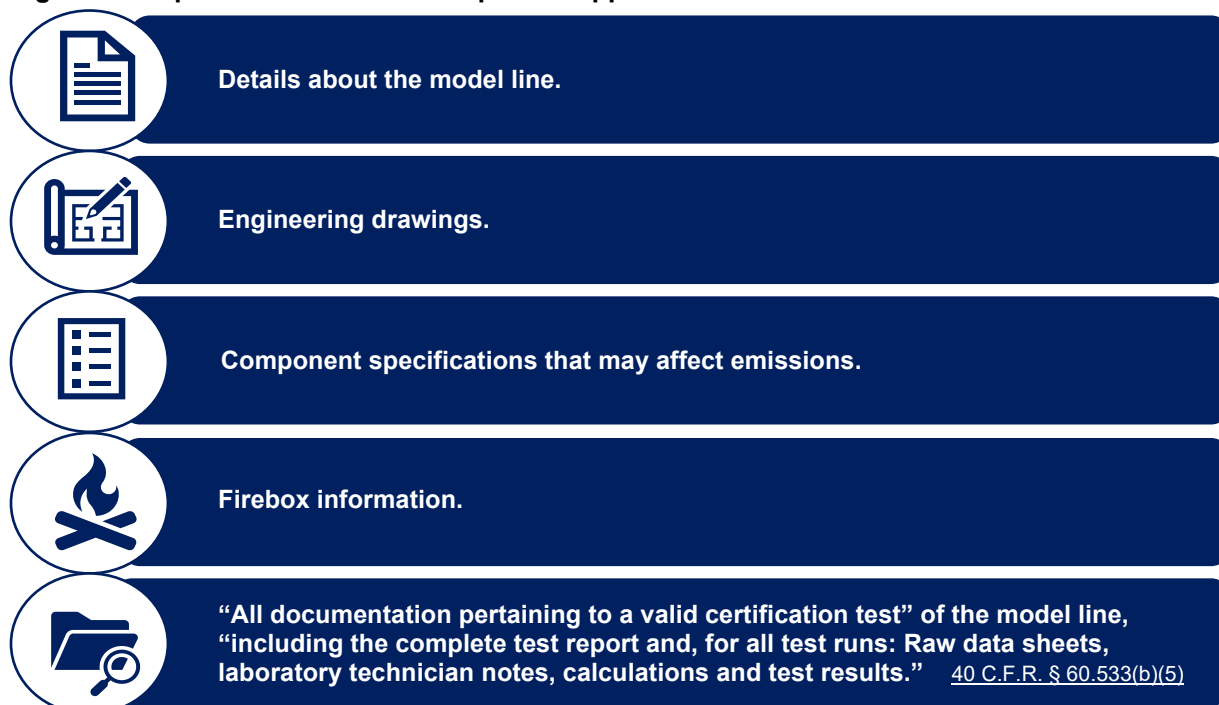 Details about the model line.
Engineering drawings.
Component specifications that may affect emissions.
Firebox information.
“All documentation pertaining to a valid certification test” of the model line,
“including the complete test report and, for all test runs: Raw data sheets,
laboratory technician notes, calculations and test results.” 40 C.F.R. § 60.533(b)(5)